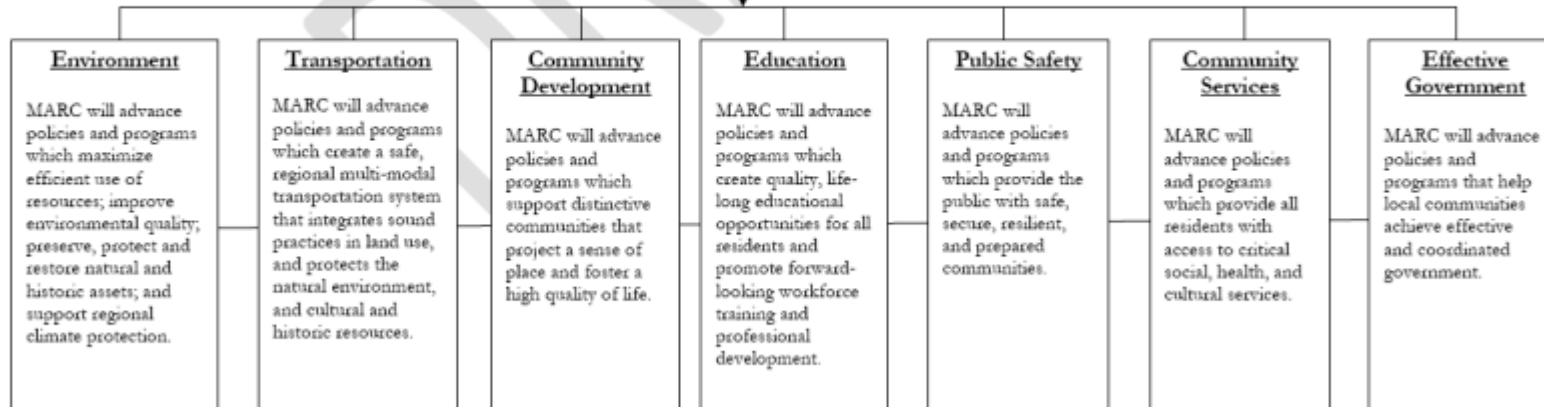 Environment
MARC will advance
policies and programs
which maximize
efficient use of
resources; improve
environmental quality;
preserve, protect and
restore natural and
historic assets; and
support regional
climate protection.
Transportation
MARC will advance
policies and programs
which create a safe,
regional multi-modal
transportation system
that integrates sound
practices in land use,
and protects the
natural environment,
and cultural and
historic resources.
Community
Development
MARC will advance
policies and
programs which
support distinctive
communities that
project a sense of
place and foster a
high quality of life.
Education
MARC will advance
policies and
programs which
create quality, life-
long educational
opportunities for all
residents and
promote forward-
looking workforce
training and
professional
development.
Public Safety
MARC will
advance policies
and programs
which provide the
public with safe,
secure, resilient,
and prepared
communities.
Community
Services
MARC will
advance policies
and programs
which provide all
residents with
access to critical
social, health, and
cultural services.
Effective
Government
MARC will advance
policies and
programs that help
local communities
achieve effective
and coordinated
government.